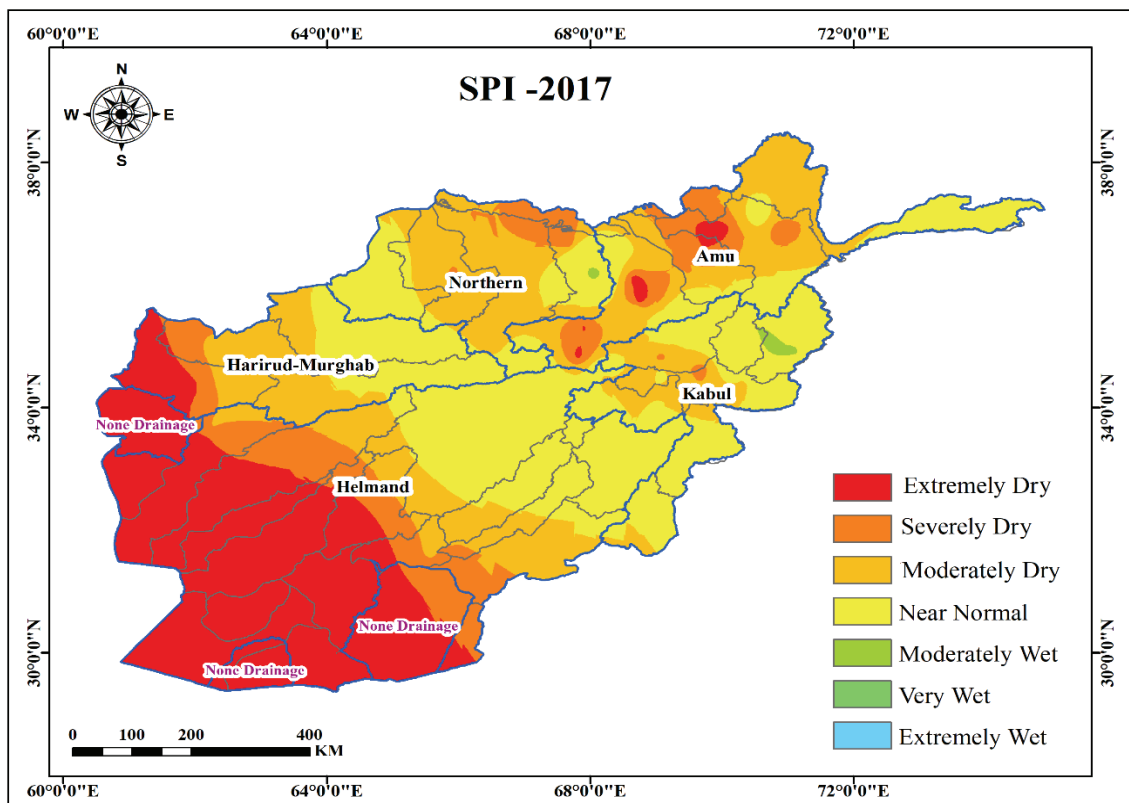 60°0'0"E 64°0'0"E 68°0'0"E 72°0'0"E
SPI -2017
N
W E
S
38°0'0"N 38°0'0"N
Amu
Northern
Harirud-Murghab
Kabul
34°0'0"N 34°0'0"N
None Drainage
Helmand
Extremely Dry
Severely Dry
Moderately Dry
Near Normal
None Drainage
None Drainage
30°0'0"N 30°0'0"N
Moderately Wet
Very Wet
Extremely Wet
0 100 200 400
KM
60°0'0"E 64°0'0"E 68°0'0"E 72°0'0"E